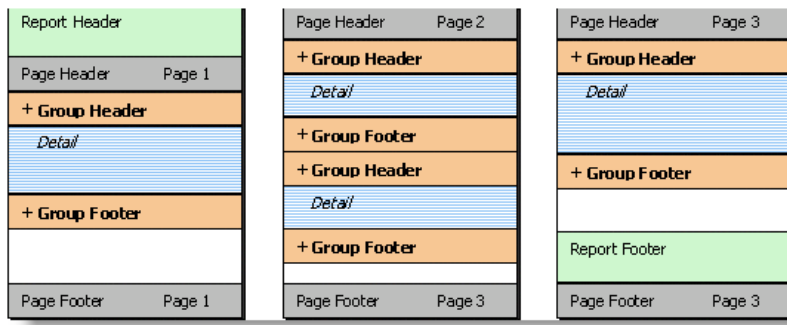 Report Header
Page Header Page 1
+ Group Header
Detail
+ Group Footer
Page Footer Page 1
Page Header Page 2
+ Group Header
Detail
+ Group Footer
+ Group Header
Detail
+ Group Footer
Page Footer Page 3
Page Header Page 3
+ Group Header
Detail
+ Group Footer
Report Footer
Page Footer Page 3